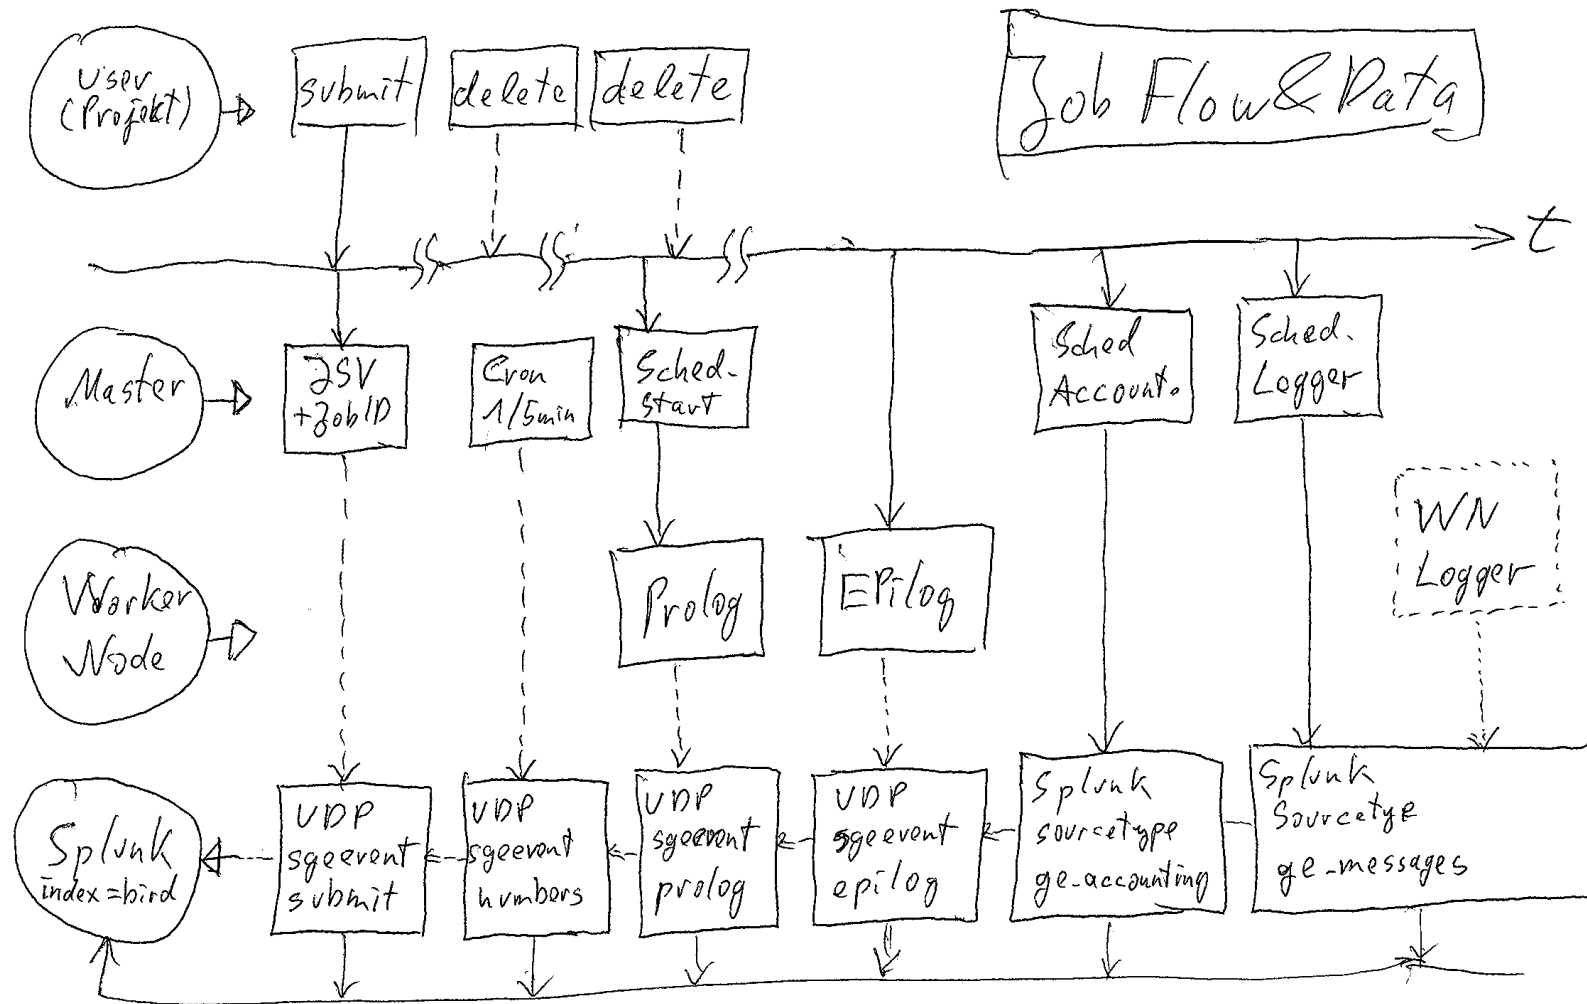 Job Flow & Data
User
(Projekt)
submit
delete
delete
t
Master
JSV
+JobID
Cron
1/5min
Sched.
Start
Sched
Account.
Sched.
Logger
Worker
Node
Prolog
EPilog
WN
Logger
Splunk
index=bird
UDP
sgeevent
submit
UDP
sgeevent
numbers
UDP
sgeevent
prolog
UDP
sgeevent
epilog
Splunk
sourcetype
ge_accounting
Splunk
Sourcetype
ge_messages